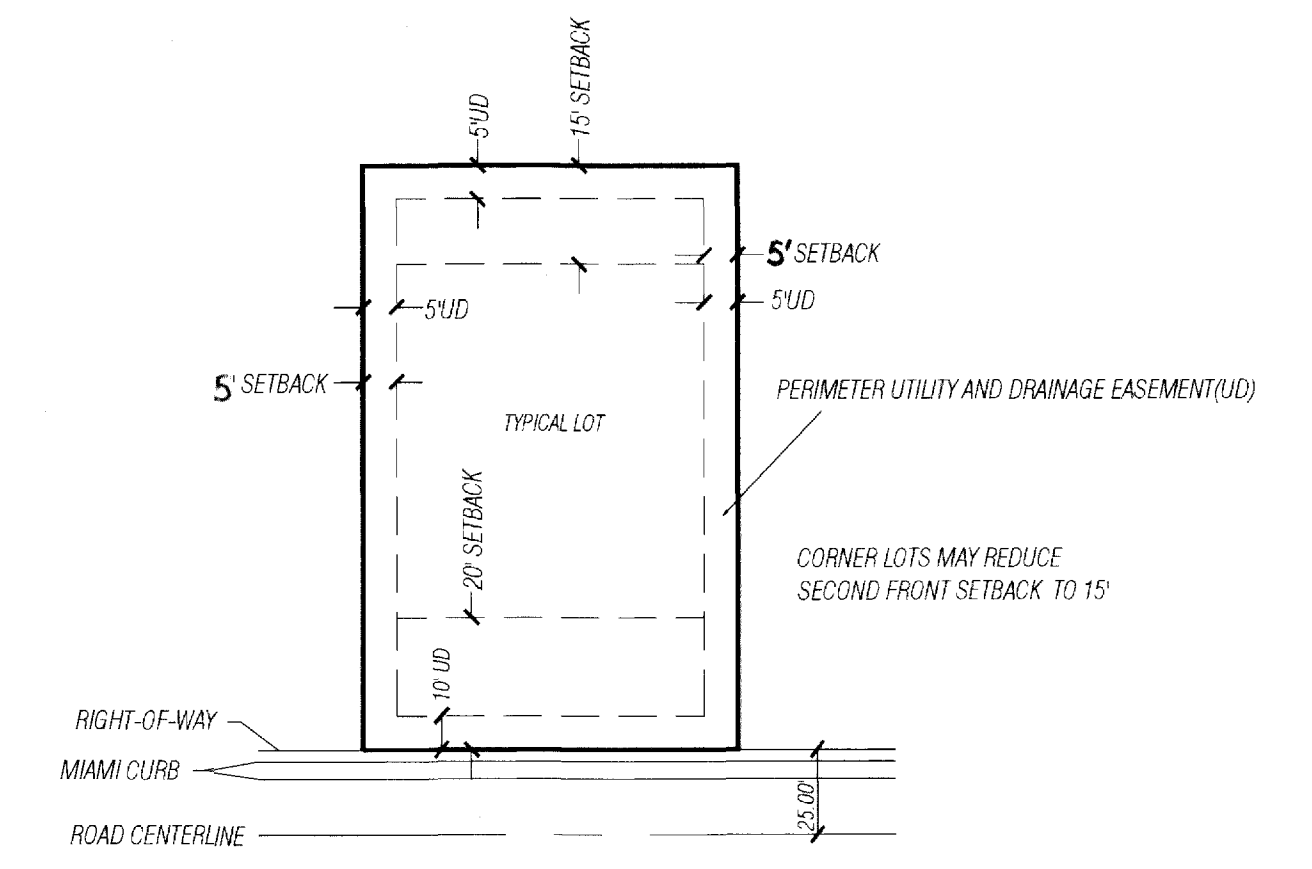 5'UD
15' SETBACK
5' SETBACK
5'UD
5'UD
5' SETBACK
PERIMETER UTILITY AND DRAINAGE EASEMENT(UD)
TYPICAL LOT
20' SETBACK
CORNER LOTS MAY REDUCE
SECOND FRONT SETBACK TO 15'
10' UD
RIGHT-OF-WAY
MIAMI CURB
25.00'
ROAD CENTERLINE